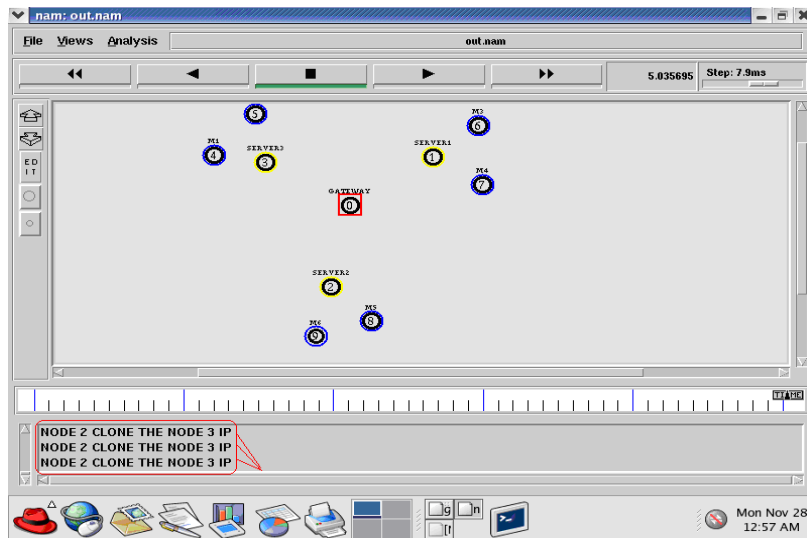 nam: out.nam
File Views Analysis out.nam
5.035695 Step: 7.9ms
ED
IT
5
M3
6
M1
4
SERVER3
3
SERVER1
1
M4
7
GATEWAY
0
SERVER2
2
M5
8
M6
9
TIME
NODE 2 CLONE THE NODE 3 IP
NODE 2 CLONE THE NODE 3 IP
NODE 2 CLONE THE NODE 3 IP
g n
Mon Nov 28
12:57 AM